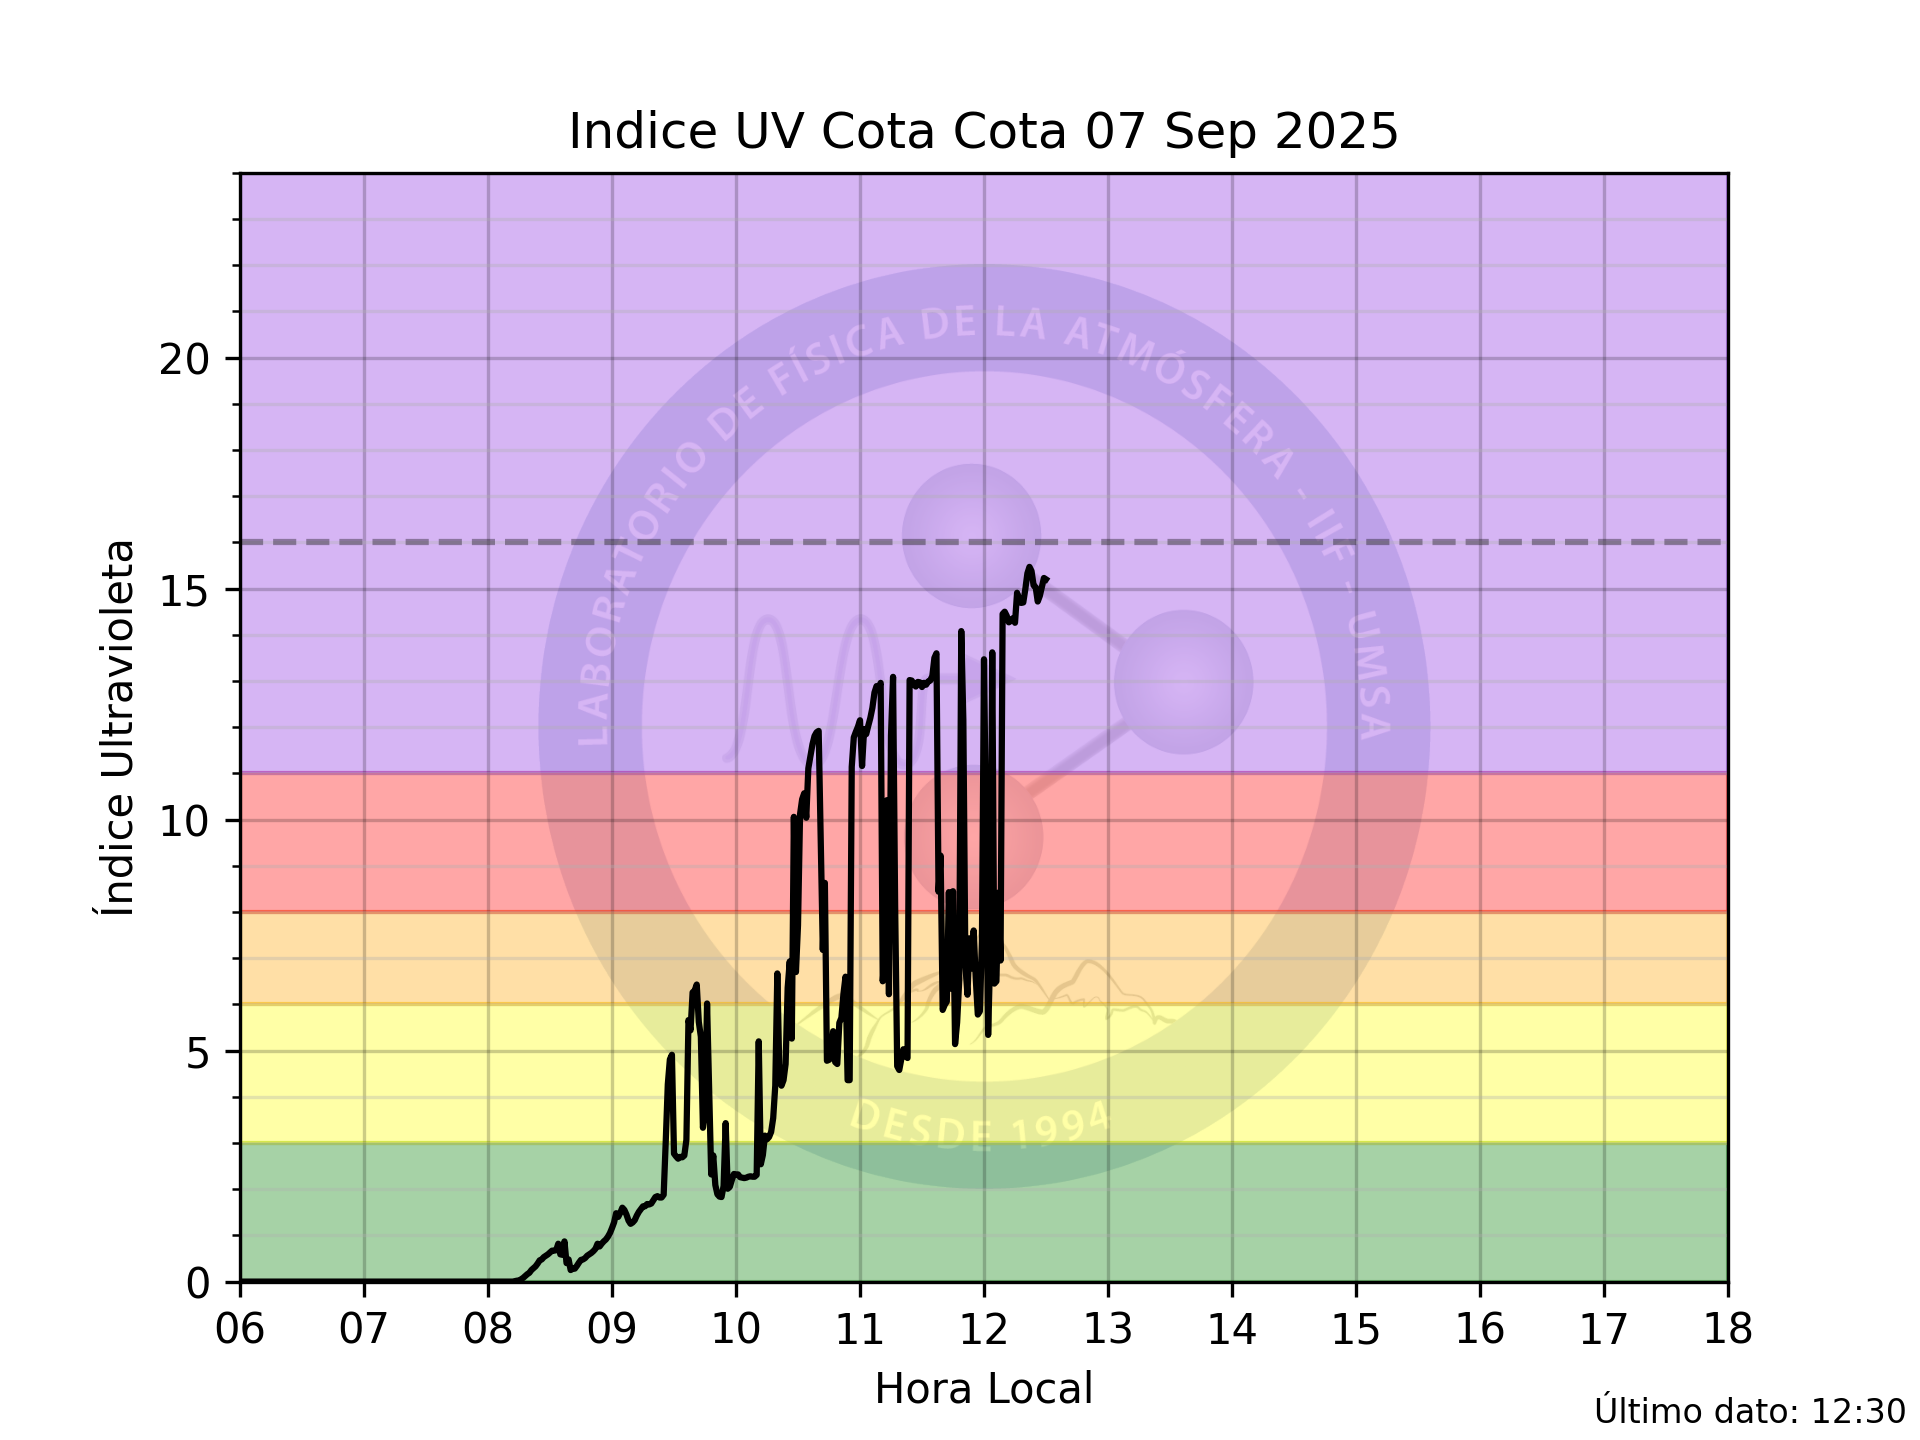 Indice UV Cota Cota 07 Sep 2025
LABORATORIO DE FÍSICA DE LA ATMÓSFERA - IIF - UMSA
DESDE 1994
Índice Ultravioleta
20
15
10
5
0
06 07 08 09 10 11 12 13 14 15 16 17 18
Hora Local
Último dato: 12:30